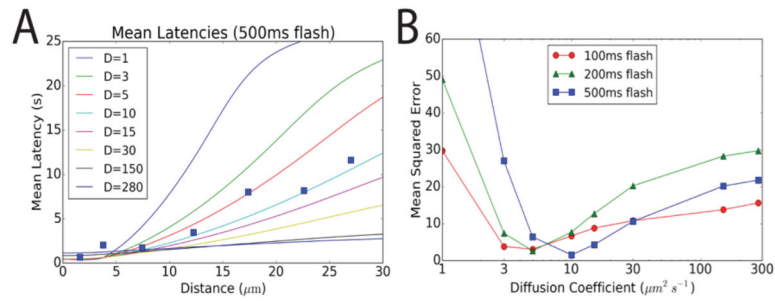 A
Mean Latencies (500ms flash)
25
20
15
10
5
0
Mean Latency (s)
D=1
D=3
D=5
D=10
D=15
D=30
D=150
D=280
0 5 10 15 20 25 30
Distance (μm)
B
60
50
40
30
20
10
0
Mean Squared Error
100ms flash
200ms flash
500ms flash
1 3 10 30 100 300
Diffusion Coefficient (μm² s⁻¹)